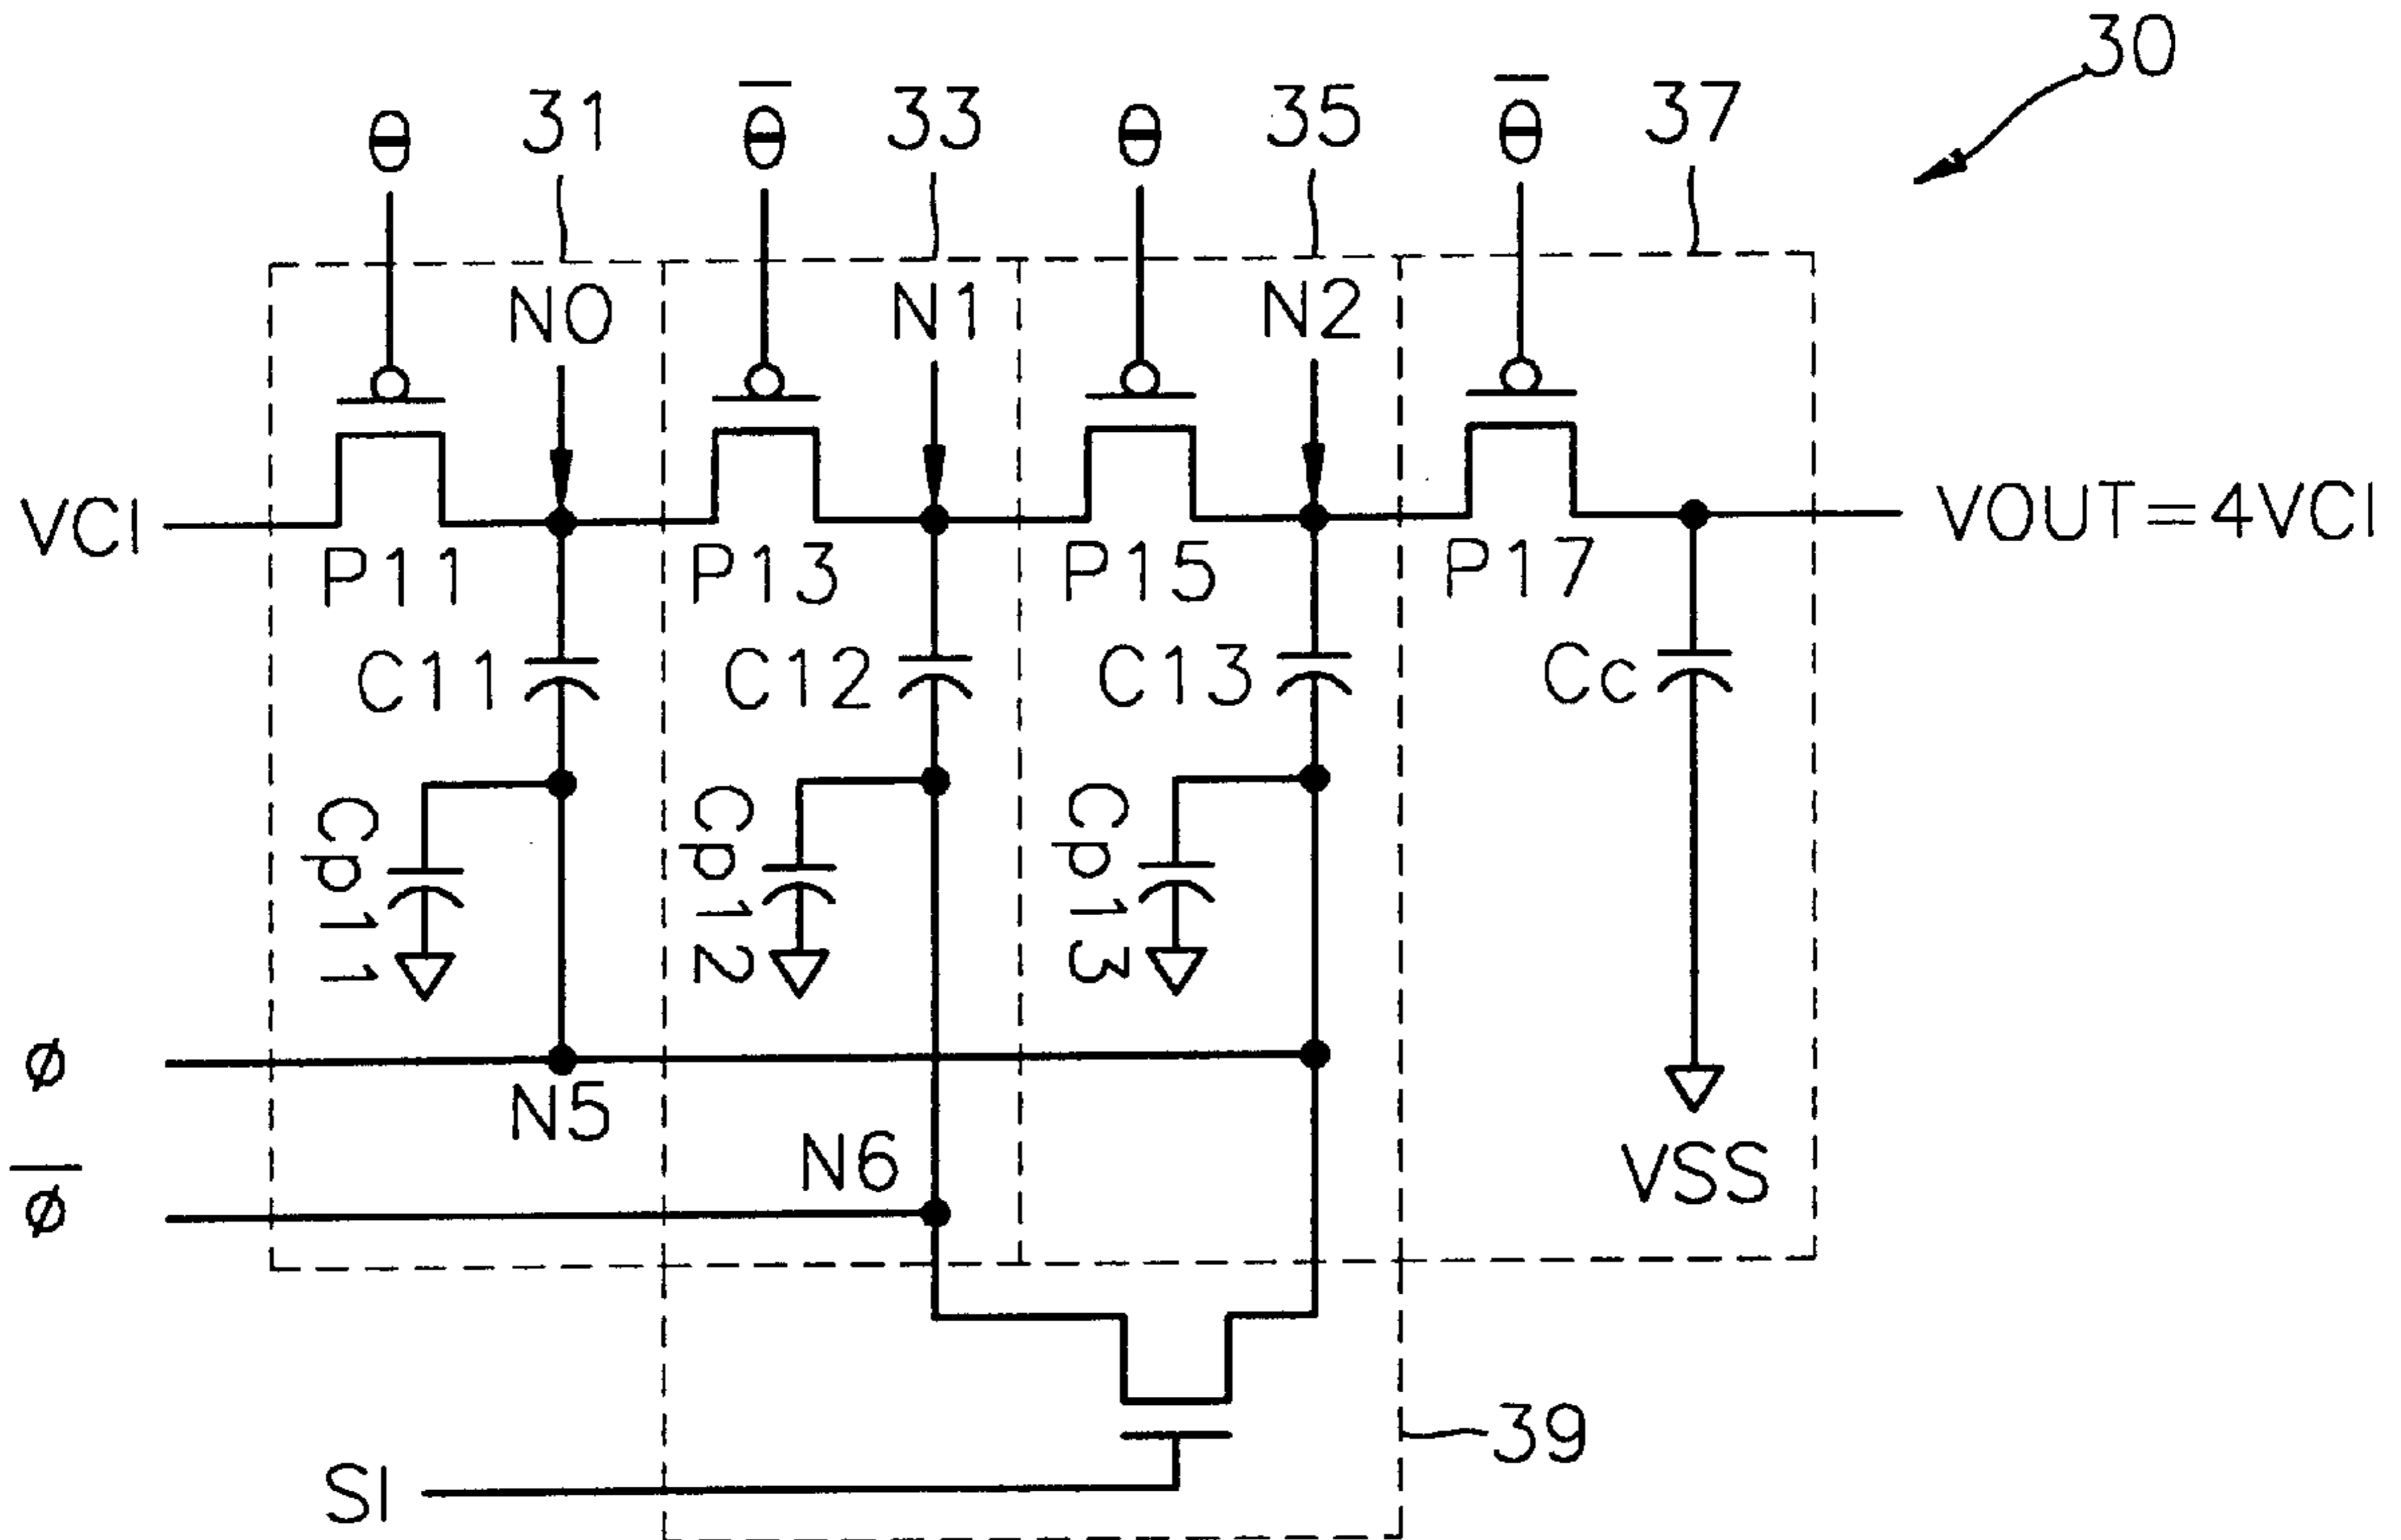 30
θ 31 θ̅ 33 θ 35 θ̅ 37
N0 N1 N2
VCI VOUT=4VCI
P11 P13 P15 P17
C11 C12 C13 Cc
Cp11 Cp12 Cp13
ø
N5
N6 VSS
ø̅
39
SI